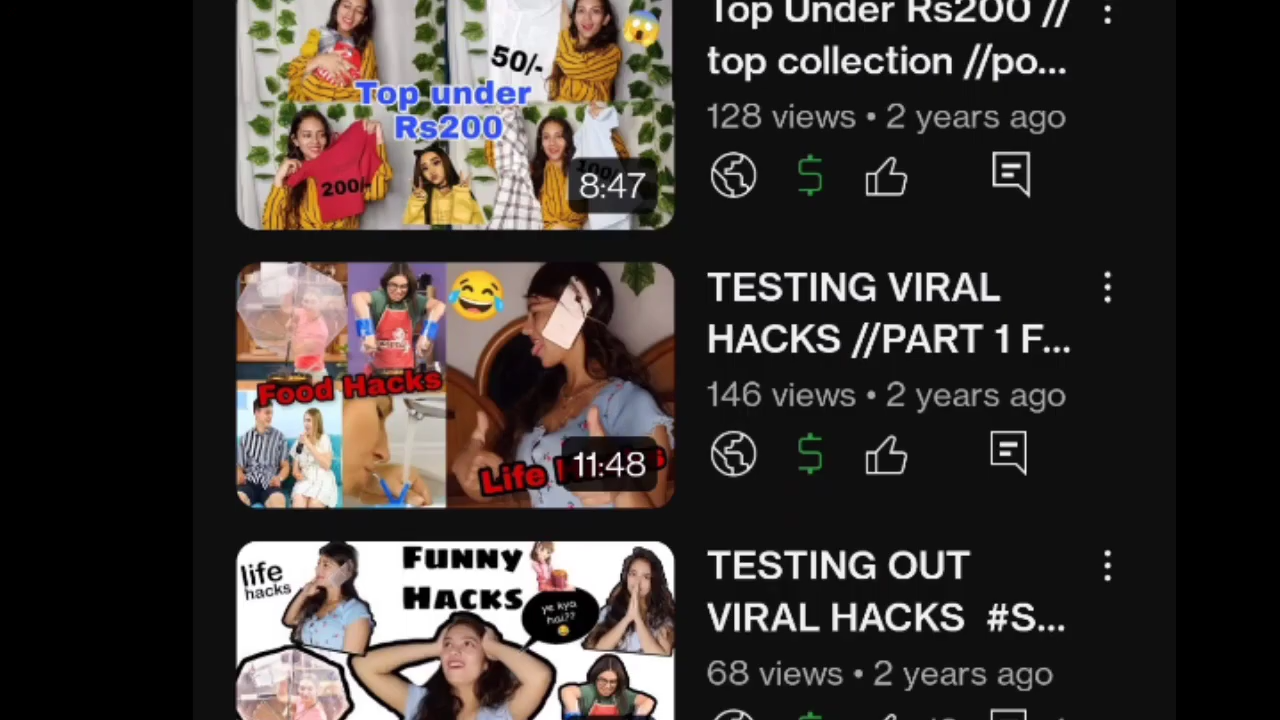 Top Under Rs200 //
top collection //po...
128 views • 2 years ago
50/-
Top under
Rs200
200/-
100/-
8:47
TESTING VIRAL
HACKS //PART 1 F...
146 views • 2 years ago
Food Hacks
Life
11:48
TESTING OUT
VIRAL HACKS #S...
68 views • 2 years ago
life
hacks
FUNNY
HACKS
ye kya
hai??